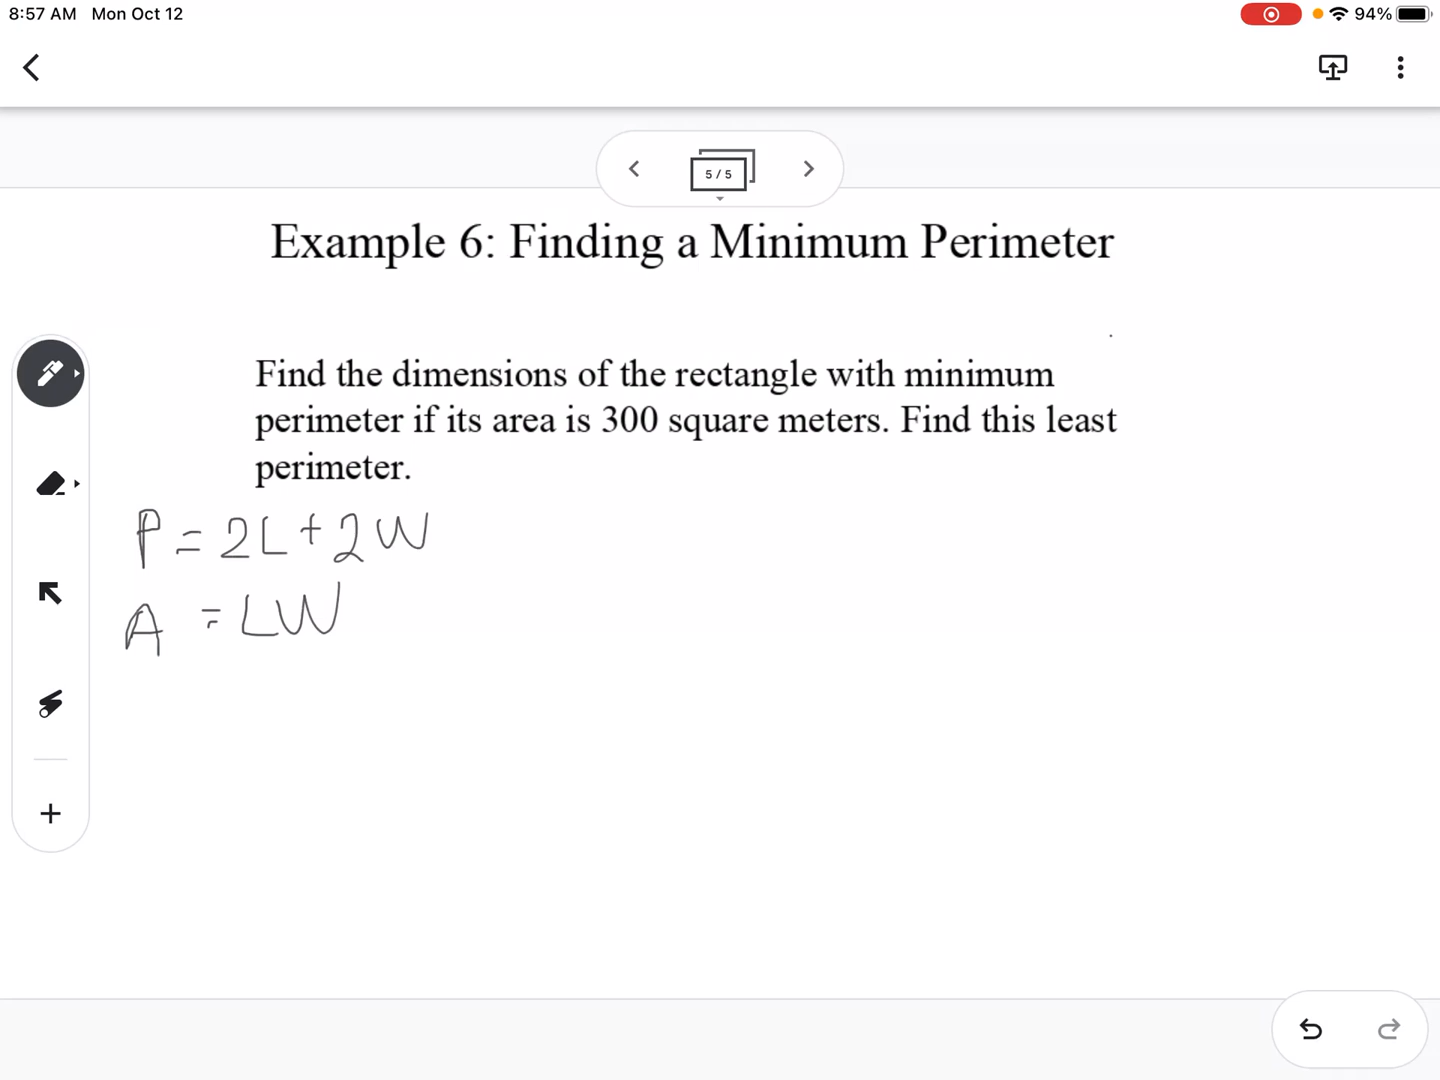 8:57 AM Mon Oct 12
94%
5 / 5
Example 6: Finding a Minimum Perimeter
Find the dimensions of the rectangle with minimum
perimeter if its area is 300 square meters. Find this least
perimeter.
P = 2L + 2W
A = LW